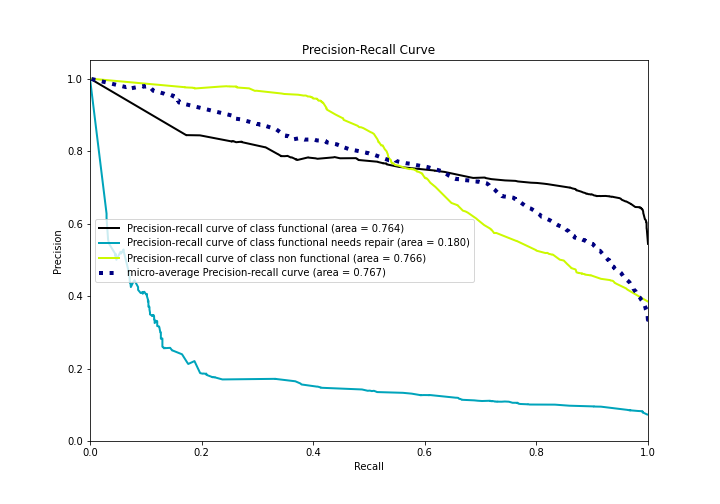 Precision-Recall Curve
1.0
0.8
0.6
0.4
0.2
0.0
Precision
Precision-recall curve of class functional (area = 0.764)
Precision-recall curve of class functional needs repair (area = 0.180)
Precision-recall curve of class non functional (area = 0.766)
micro-average Precision-recall curve (area = 0.767)
0.0 0.2 0.4 0.6 0.8 1.0
Recall